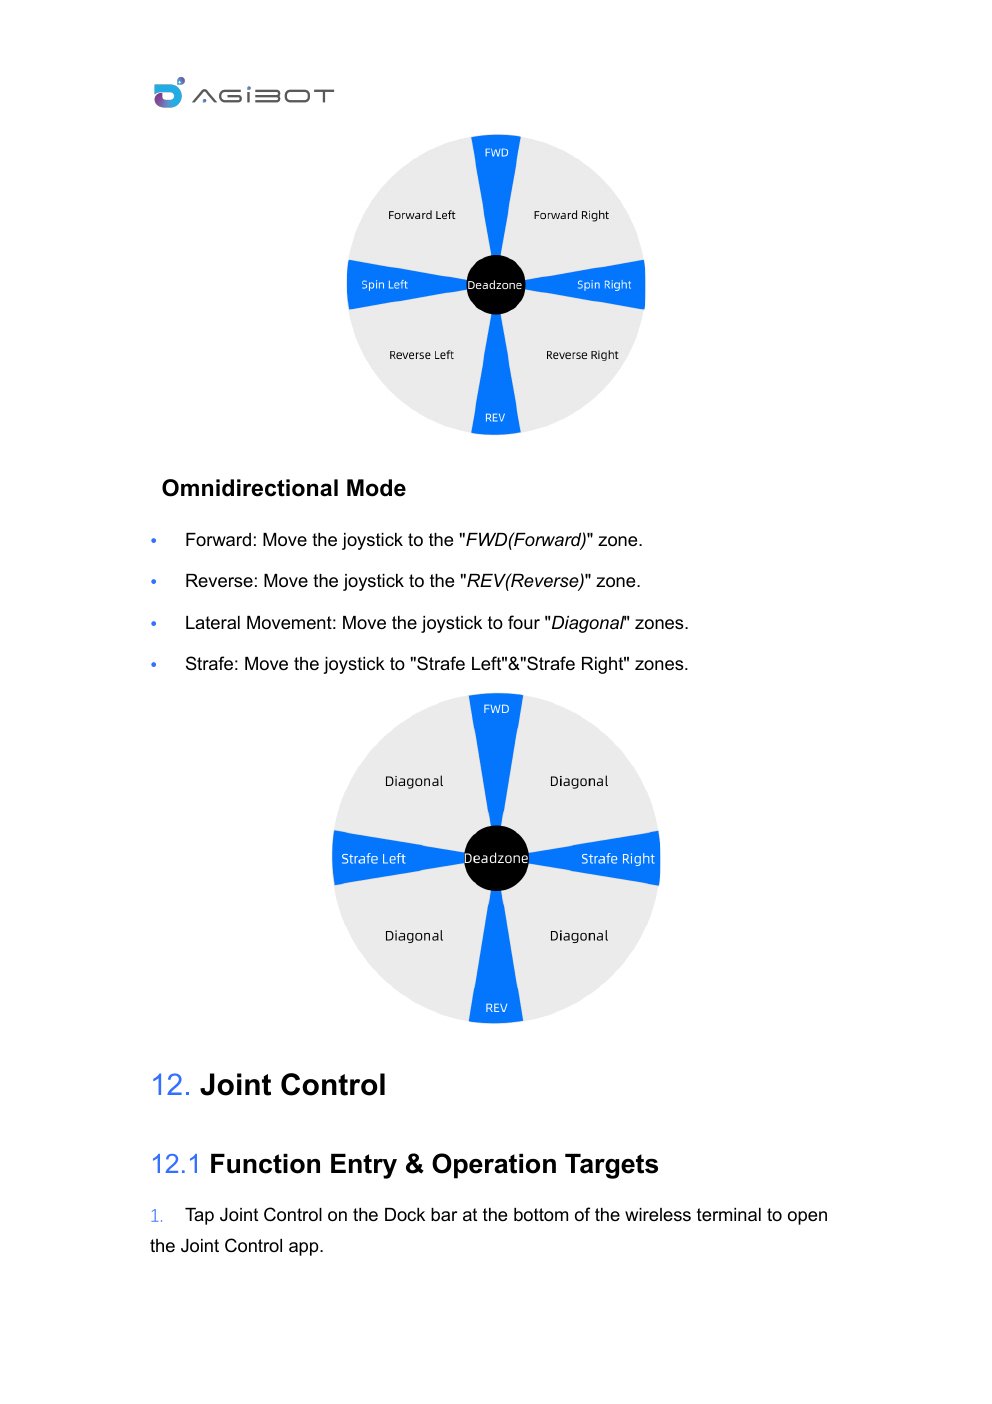 AGIBOT
FWD
Forward Left
Forward Right
Spin Left
Deadzone
Spin Right
Reverse Left
Reverse Right
REV
Omnidirectional Mode
• Forward: Move the joystick to the "FWD(Forward)" zone.
• Reverse: Move the joystick to the "REV(Reverse)" zone.
• Lateral Movement: Move the joystick to four "Diagonal" zones.
• Strafe: Move the joystick to "Strafe Left"&"Strafe Right" zones.
FWD
Diagonal
Diagonal
Strafe Left
Deadzone
Strafe Right
Diagonal
Diagonal
REV
12. Joint Control
12.1 Function Entry & Operation Targets
1. Tap Joint Control on the Dock bar at the bottom of the wireless terminal to open
the Joint Control app.